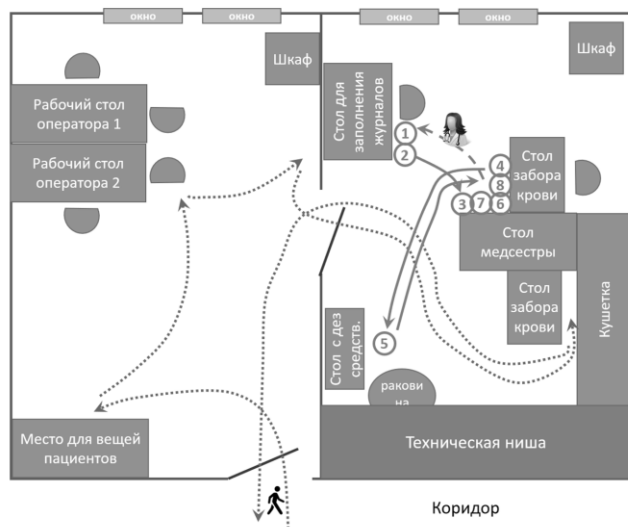 окно
окно
окно
окно
Шкаф
Шкаф
Рабочий стол
оператора 1
Рабочий стол
оператора 2
Стол для
заполнения
журналов
1
2
3
7
6
4
8
Стол
забора
крови
Стол
медсестры
Стол
забора
крови
Кушетка
Стол с дез
средств.
5
ракови
на
Место для вещей
пациентов
Техническая ниша
Коридор